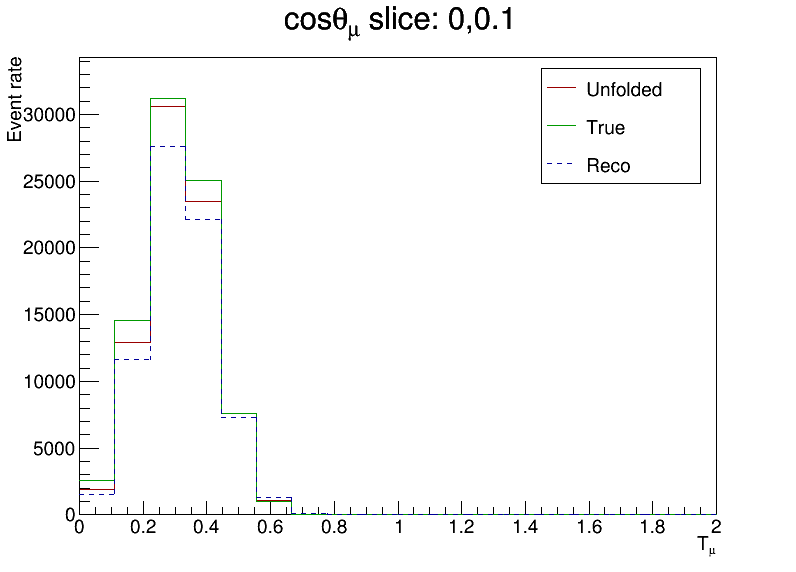 cosθμ slice: 0,0.1
Event rate
30000
25000
20000
15000
10000
5000
0
0 0.2 0.4 0.6 0.8 1 1.2 1.4 1.6 1.8 2
Tμ
Unfolded
True
Reco